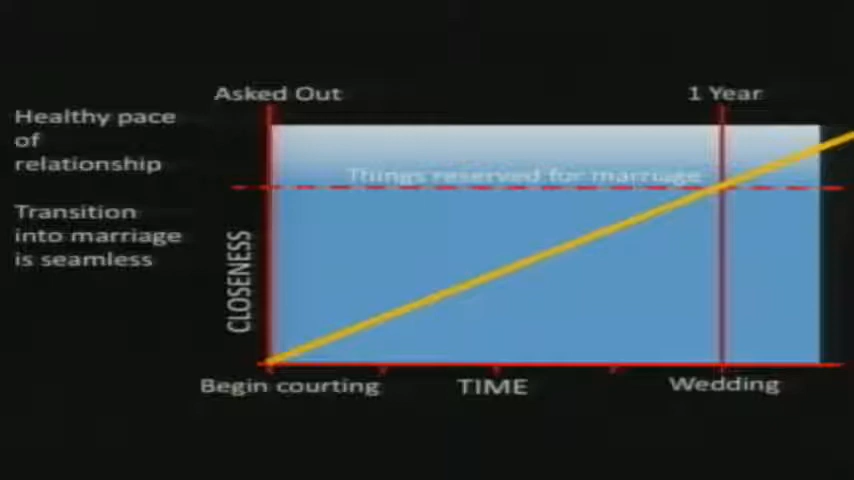 Asked Out
1 Year
Healthy pace
of
relationship
Things reserved for marriage
Transition
into marriage
is seamless
CLOSENESS
Begin courting
TIME
Wedding